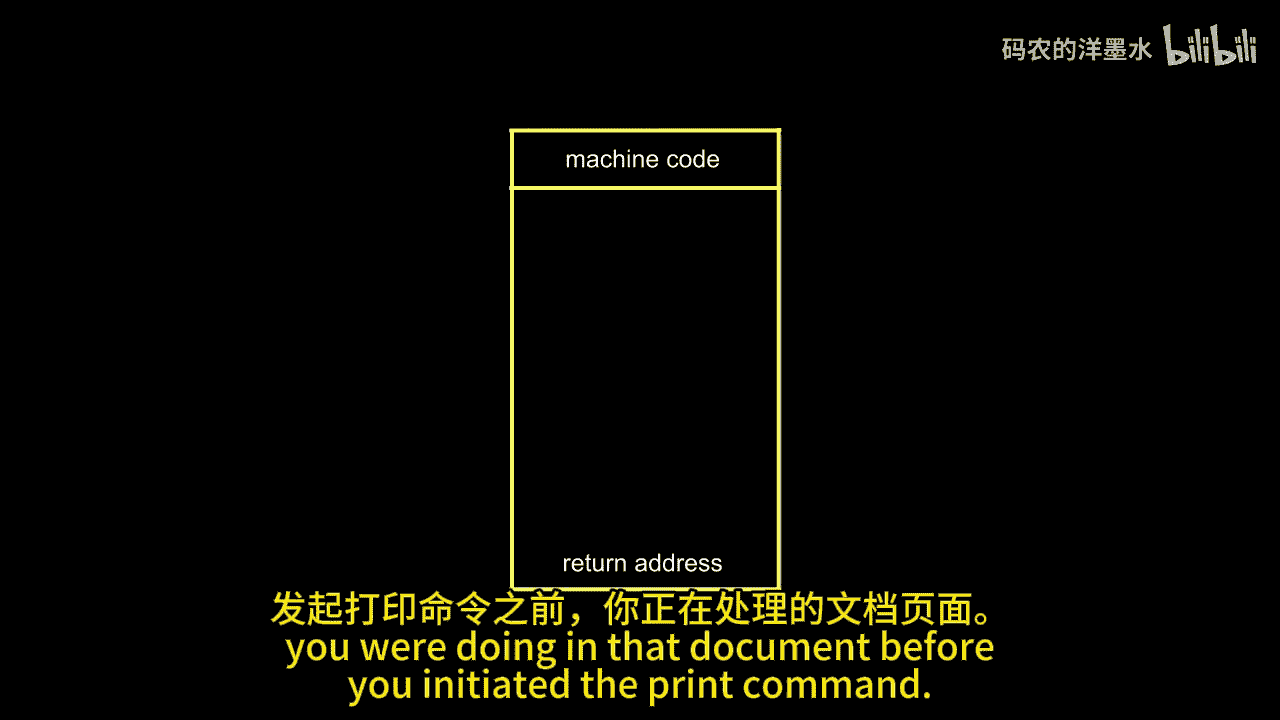 码农的洋墨水 bilibili
machine code
return address
发起打印命令之前，你正在处理的文档页面。
you were doing in that document before
you initiated the print command.